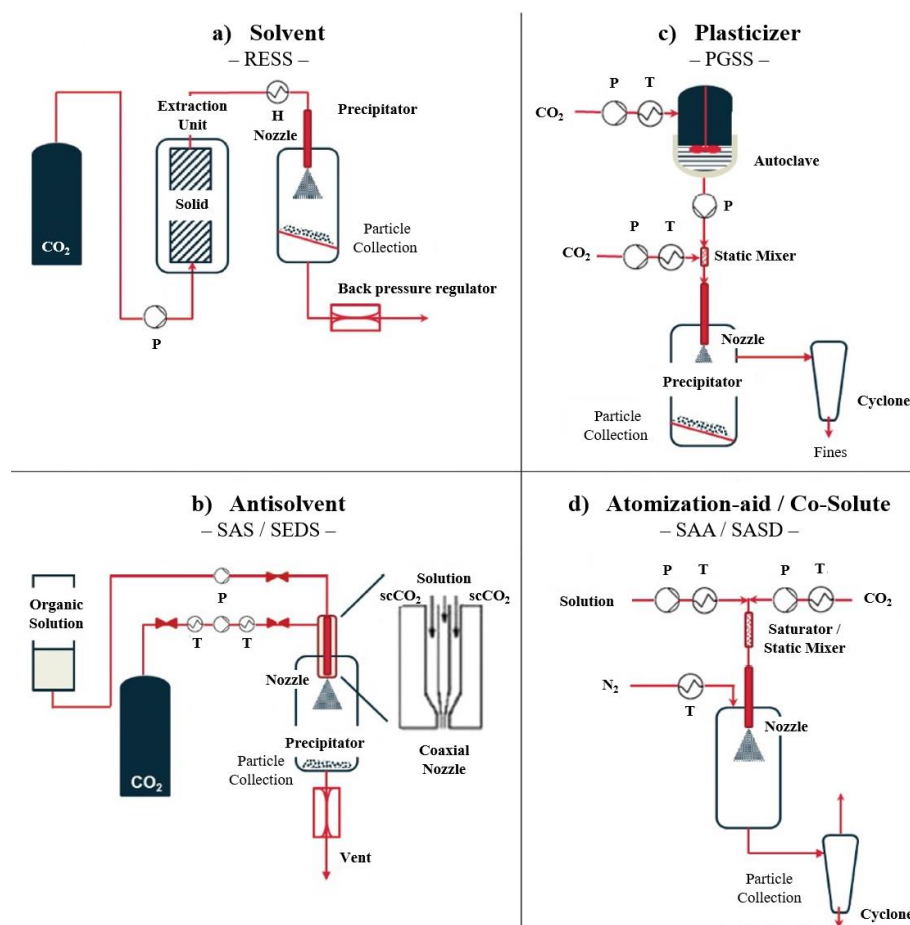 a) Solvent
– RESS –
Extraction
Unit
H
Nozzle
Precipitator
Solid
CO₂
Particle
Collection
P
Back pressure regulator
c) Plasticizer
– PGSS –
P
T
CO₂
Autoclave
P
P
T
CO₂
Static Mixer
Nozzle
Precipitator
Cyclone
Particle
Collection
Fines
b) Antisolvent
– SAS / SEDS –
Organic
Solution
P
Solution
scCO₂
scCO₂
T
T
Nozzle
Precipitator
Particle
Collection
Coaxial
Nozzle
CO₂
Vent
d) Atomization-aid / Co-Solute
– SAA / SASD –
P
T
P
T.
Solution
CO₂
Saturator /
Static Mixer
N₂
T
Nozzle
Particle
Collection
Cyclone